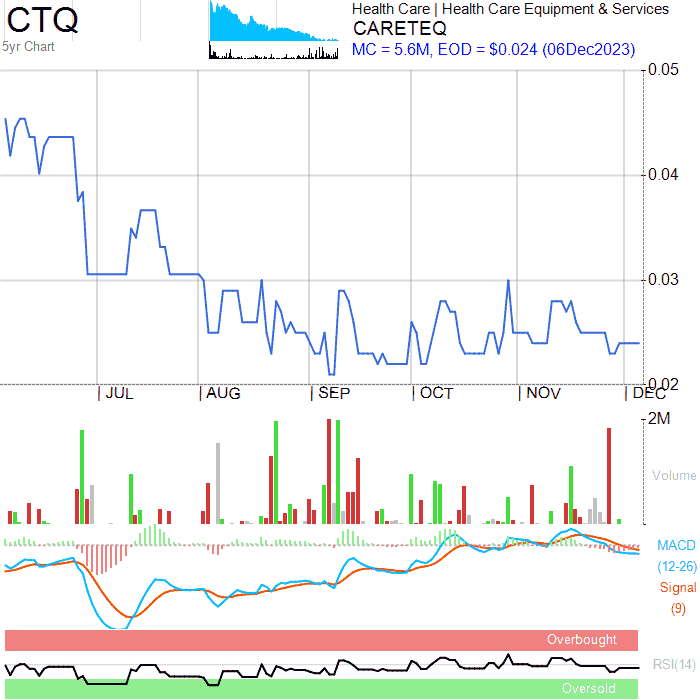 CTQ
5yr Chart
Health Care | Health Care Equipment & Services
CARETEQ
MC = 5.6M, EOD = $0.024 (06Dec2023)
0.05
0.04
0.03
0.02
JUL
AUG
SEP
OCT
NOV
DEC
2M
Volume
MACD
(12-26)
Signal
(9)
Overbought
RSI(14)
Oversold